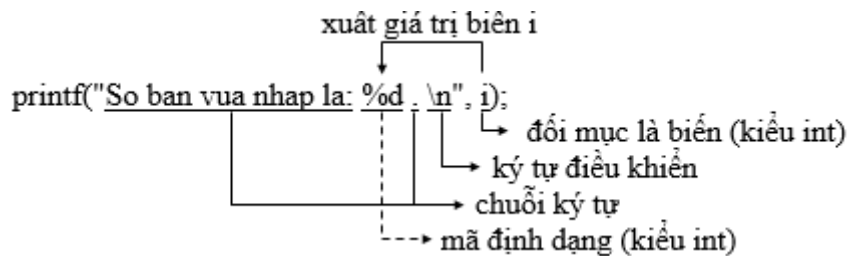 xuất giá trị biến i
printf("So ban vua nhap la: %d . \n", i);
đối mục là biến (kiểu int)
ký tự điều khiển
chuỗi ký tự
mã định dạng (kiểu int)